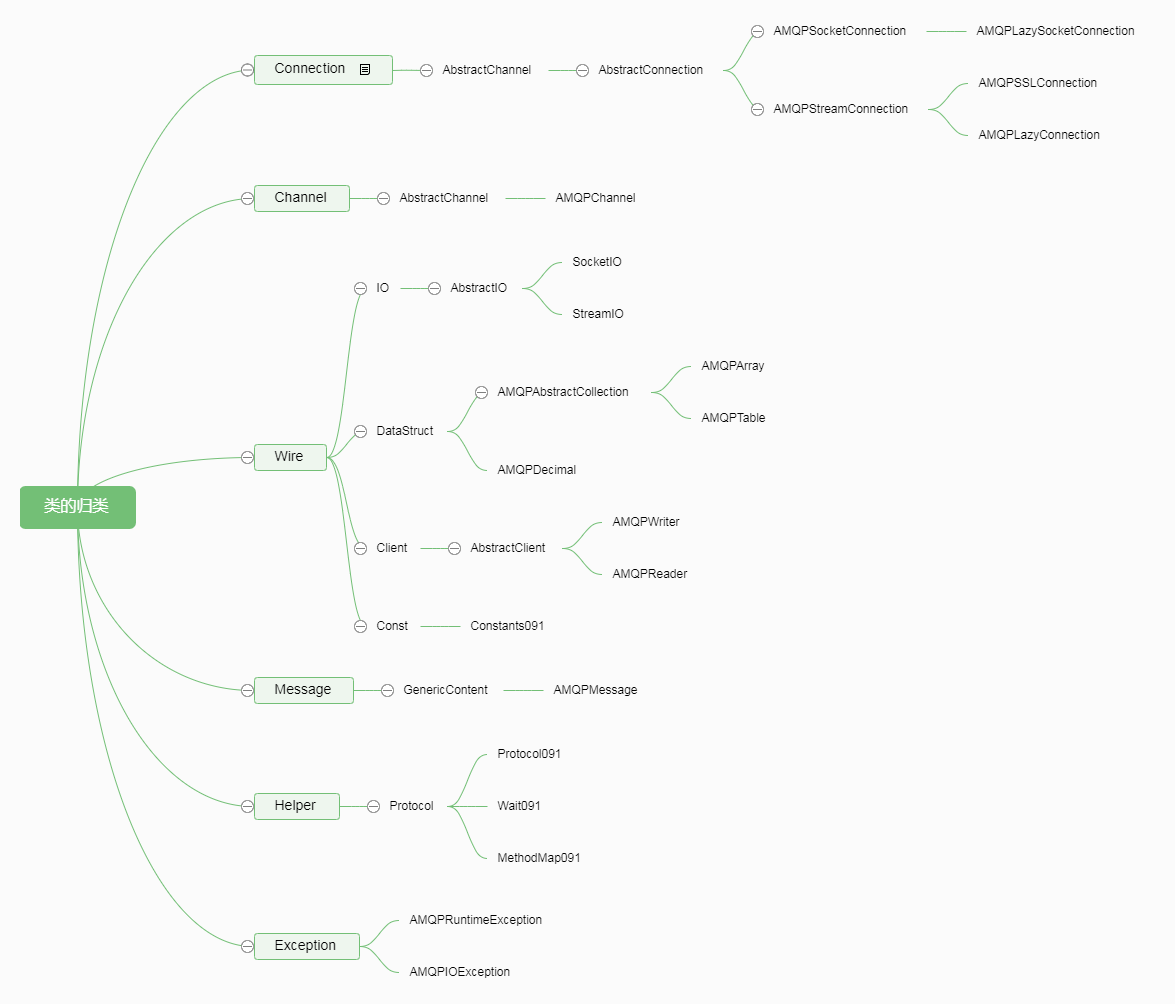 类的归类
Connection
AbstractChannel
AbstractConnection
AMQPSocketConnection
AMQPLazySocketConnection
AMQPStreamConnection
AMQPSSLConnection
AMQPLazyConnection
Channel
AbstractChannel
AMQPChannel
Wire
IO
AbstractIO
SocketIO
StreamIO
DataStruct
AMQPAbstractCollection
AMQPArray
AMQPTable
AMQPDecimal
Client
AbstractClient
AMQPWriter
AMQPReader
Const
Constants091
Message
GenericContent
AMQPMessage
Helper
Protocol
Protocol091
Wait091
MethodMap091
Exception
AMQPRuntimeException
AMQPIOException